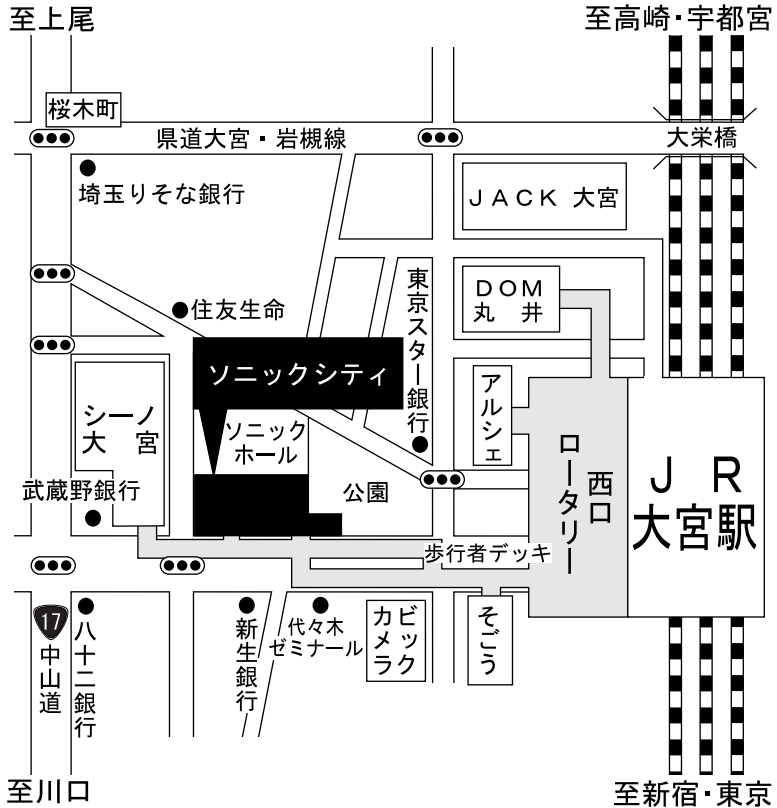 至上尾
至高崎・宇都宮
桜木町
県道大宮・岩槻線
大栄橋
埼玉りそな銀行
JACK 大宮
住友生命
東京スター銀行
DOM
丸井
ソニックシティ
アルシェ
シーノ
大宮
ソニック
ホール
西口
ロータリー
JR
大宮駅
武蔵野銀行
公園
歩行者デッキ
17
中山道
八十二銀行
新生銀行
代々木
ゼミナール
ビック
カメラ
そごう
至川口
至新宿・東京